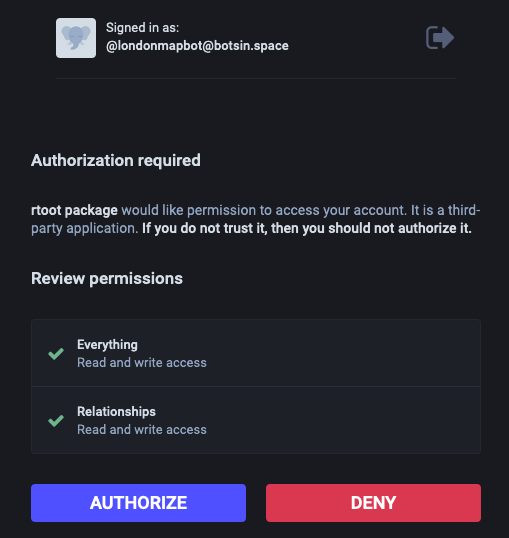 Signed in as:
@londonmapbot@botsin.space
Authorization required
rtoot package would like permission to access your account. It is a third-
party application. If you do not trust it, then you should not authorize it.
Review permissions
Everything
Read and write access
Relationships
Read and write access
AUTHORIZE
DENY